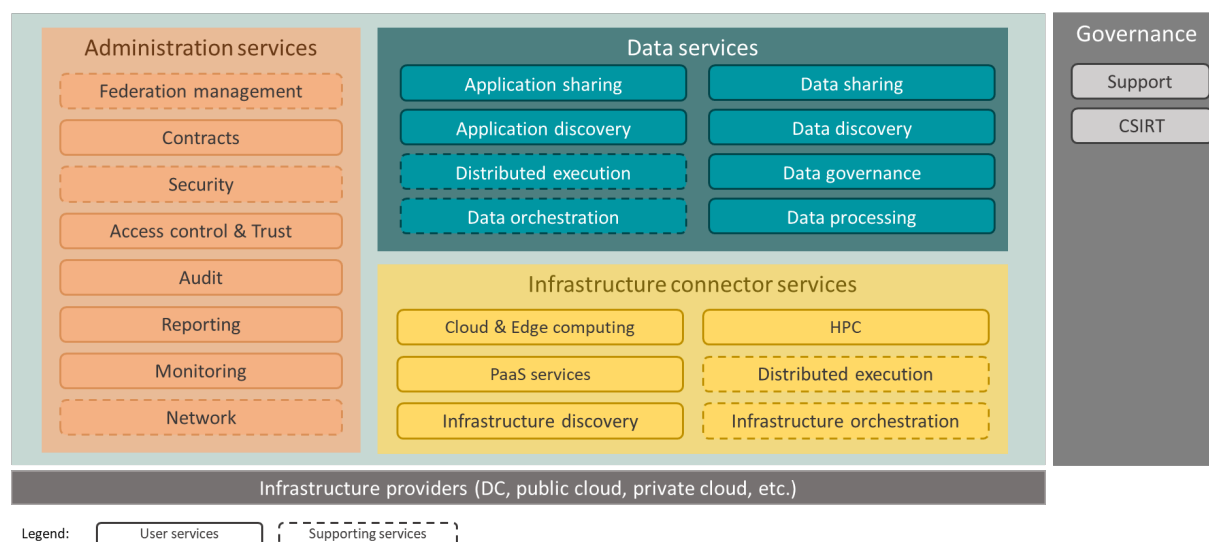 Administration services
Federation management
Contracts
Security
Access control & Trust
Audit
Reporting
Monitoring
Network
Data services
Application sharing
Data sharing
Application discovery
Data discovery
Distributed execution
Data governance
Data orchestration
Data processing
Infrastructure connector services
Cloud & Edge computing
HPC
PaaS services
Distributed execution
Infrastructure discovery
Infrastructure orchestration
Governance
Support
CSIRT
Infrastructure providers (DC, public cloud, private cloud, etc.)
Legend:
User services
Supporting services